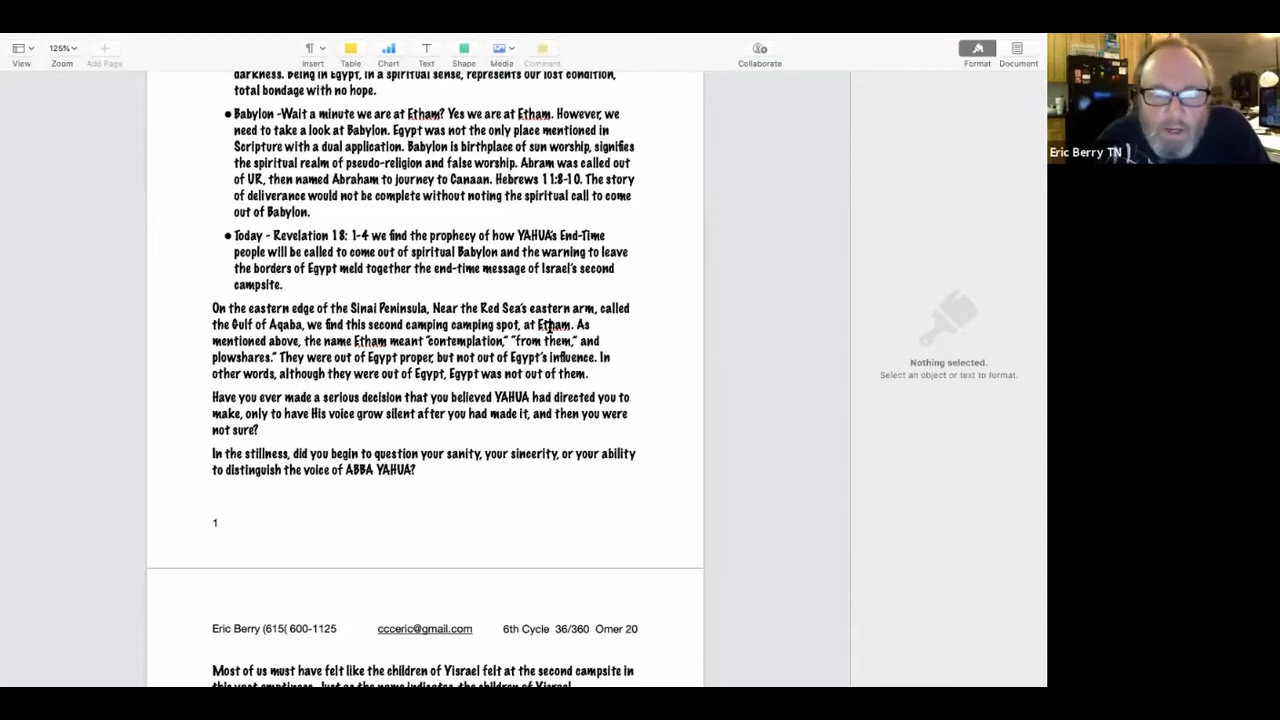 View
125%
Zoom
Add Page
Insert
Table
Chart
Text
Shape
Media
Comment
Collaborate
Format
Document
darkness. Being in Egypt, in a spiritual sense, represents our lost condition,
total bondage with no hope.
● Babylon -Wait a minute we are at Etham? Yes we are at Etham. However, we
need to take a look at Babylon. Egypt was not the only place mentioned in
Scripture with a dual application. Babylon is birthplace of sun worship, signifies
the spiritual realm of pseudo-religion and false worship. Abram was called out
of UR, then named Abraham to journey to Canaan. Hebrews 11:8-10. The story
of deliverance would not be complete without noting the spiritual call to come
out of Babylon.
● Today - Revelation 18: 1-4 we find the prophecy of how YAHUA's End-Time
people will be called to come out of spiritual Babylon and the warning to leave
the borders of Egypt meld together the end-time message of Israel's second
campsite.
On the eastern edge of the Sinai Peninsula, Near the Red Sea's eastern arm, called
the Gulf of Aqaba, we find this second camping camping spot, at Etham. As
mentioned above, the name Etham meant "contemplation," "from them," and
plowshares." They were out of Egypt proper, but not out of Egypt's influence. In
other words, although they were out of Egypt, Egypt was not out of them.
Have you ever made a serious decision that you believed YAHUA had directed you to
make, only to have His voice grow silent after you had made it, and then you were
not sure?
In the stillness, did you begin to question your sanity, your sincerity, or your ability
to distinguish the voice of ABBA YAHUA?
1
Eric Berry (615( 600-1125 ccceric@gmail.com 6th Cycle 36/360 Omer 20
Most of us must have felt like the children of Yisrael felt at the second campsite in
Nothing selected.
Select an object or text to format.
Eric Berry TN